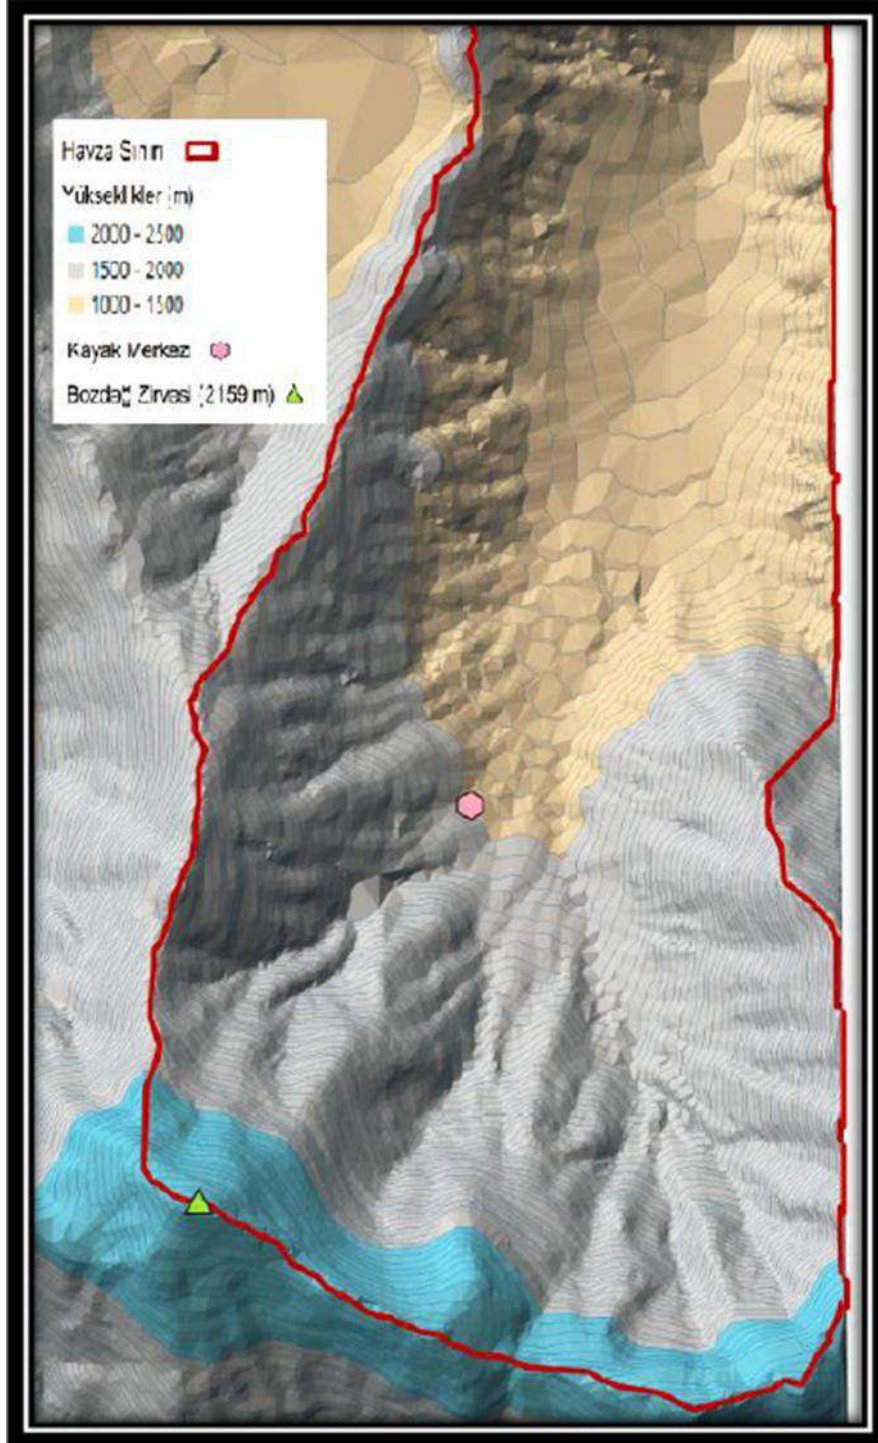 Havza Sınırı
Yükseklikler (m)
2000 - 2500
1500 - 2000
1000 - 1500
Kayak Merkezi
Bozdağ Zirvesi (2159 m)